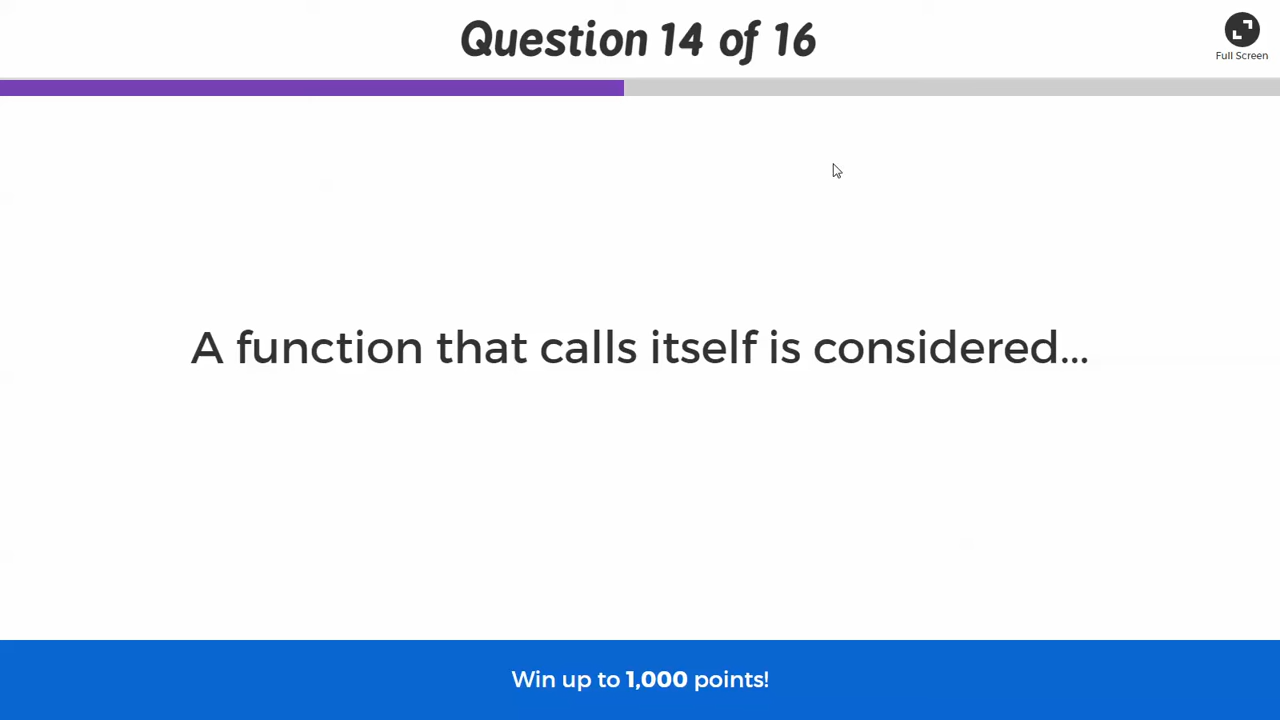 Question 14 of 16
Full Screen
A function that calls itself is considered...
Win up to 1,000 points!